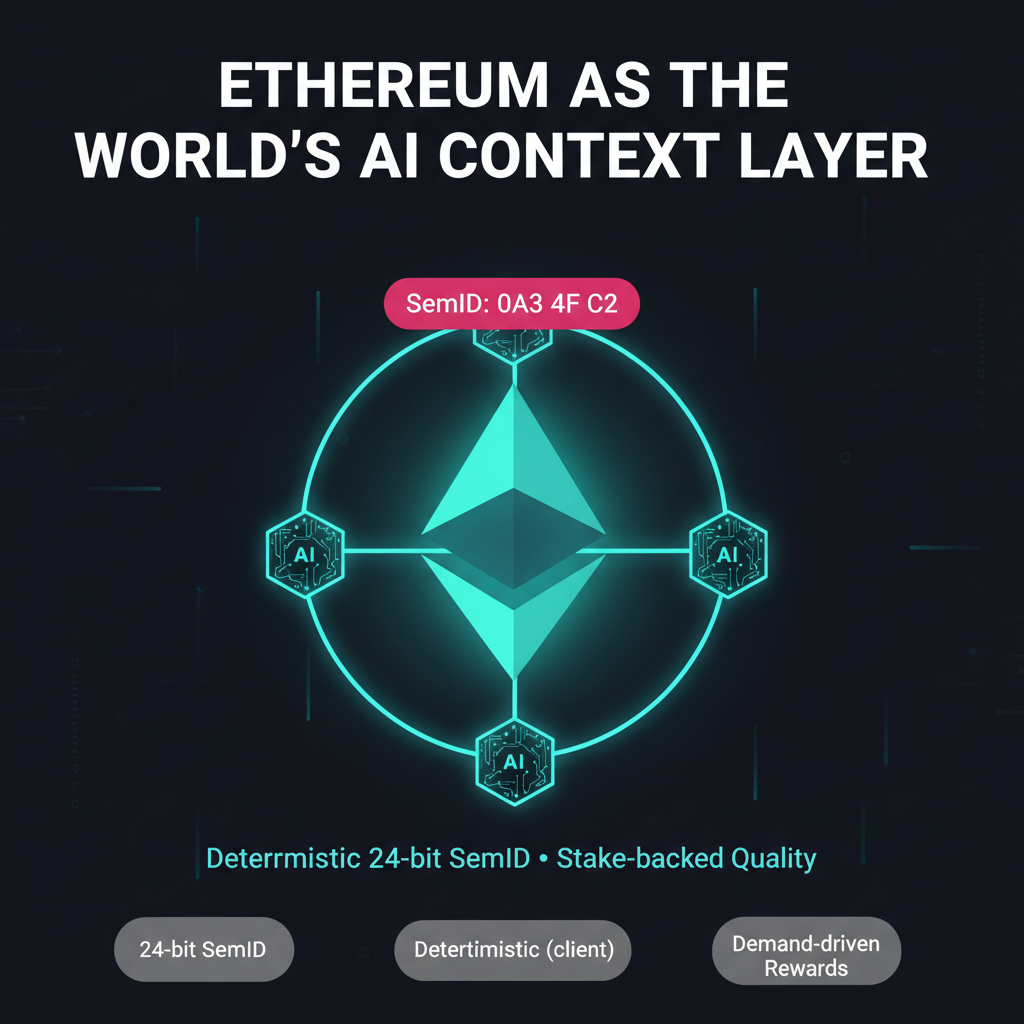 ETHEREUM AS THE
WORLD'S AI CONTEXT LAYER
SemID: 0A3 4F C2
AI
AI
AI
Deterrmistic 24-bit SemID • Stake-backed Quality
24-bit SemID
Detertimistic (client)
Demand-driven
Rewards